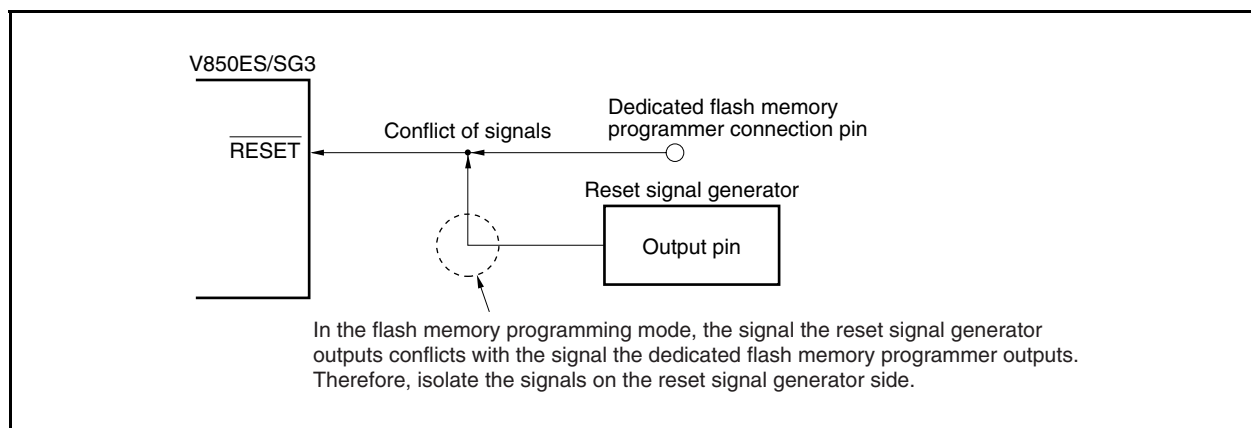 V850ES/SG3
Dedicated flash memory
programmer connection pin
Conflict of signals
RESET
Reset signal generator
Output pin
In the flash memory programming mode, the signal the reset signal generator
outputs conflicts with the signal the dedicated flash memory programmer outputs.
Therefore, isolate the signals on the reset signal generator side.